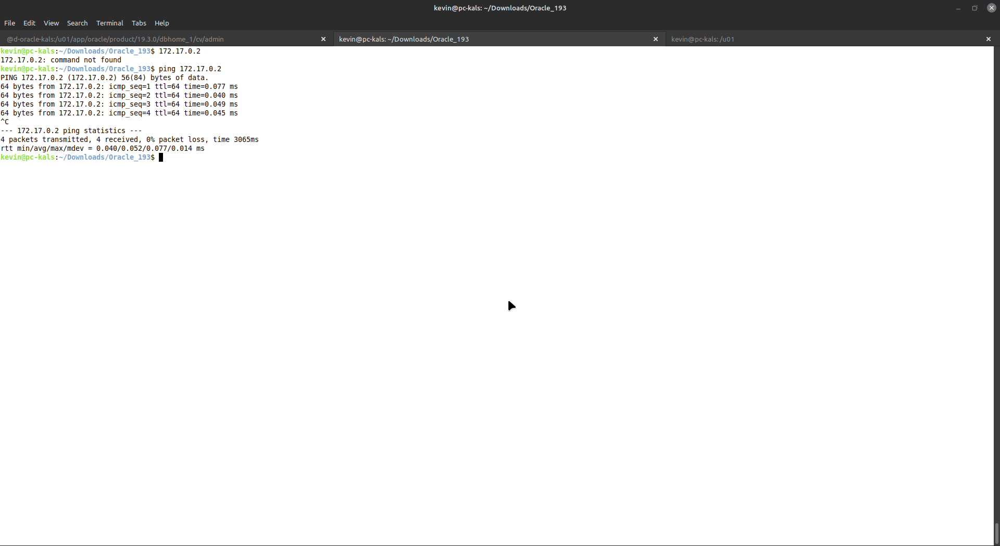 kevin@pc-kals: ~/Downloads/Oracle_193
File Edit View Search Terminal Tabs Help
@d-oracle-kals:/u01/app/oracle/product/19.3.0/dbhome_1/cv/admin
kevin@pc-kals: ~/Downloads/Oracle_193
kevin@pc-kals: /u01
kevin@pc-kals:~/Downloads/Oracle_193$ 172.17.0.2
172.17.0.2: command not found
kevin@pc-kals:~/Downloads/Oracle_193$ ping 172.17.0.2
PING 172.17.0.2 (172.17.0.2) 56(84) bytes of data.
64 bytes from 172.17.0.2: icmp_seq=1 ttl=64 time=0.077 ms
64 bytes from 172.17.0.2: icmp_seq=2 ttl=64 time=0.040 ms
64 bytes from 172.17.0.2: icmp_seq=3 ttl=64 time=0.049 ms
64 bytes from 172.17.0.2: icmp_seq=4 ttl=64 time=0.045 ms
^C
--- 172.17.0.2 ping statistics ---
4 packets transmitted, 4 received, 0% packet loss, time 3065ms
rtt min/avg/max/mdev = 0.040/0.052/0.077/0.014 ms
kevin@pc-kals:~/Downloads/Oracle_193$